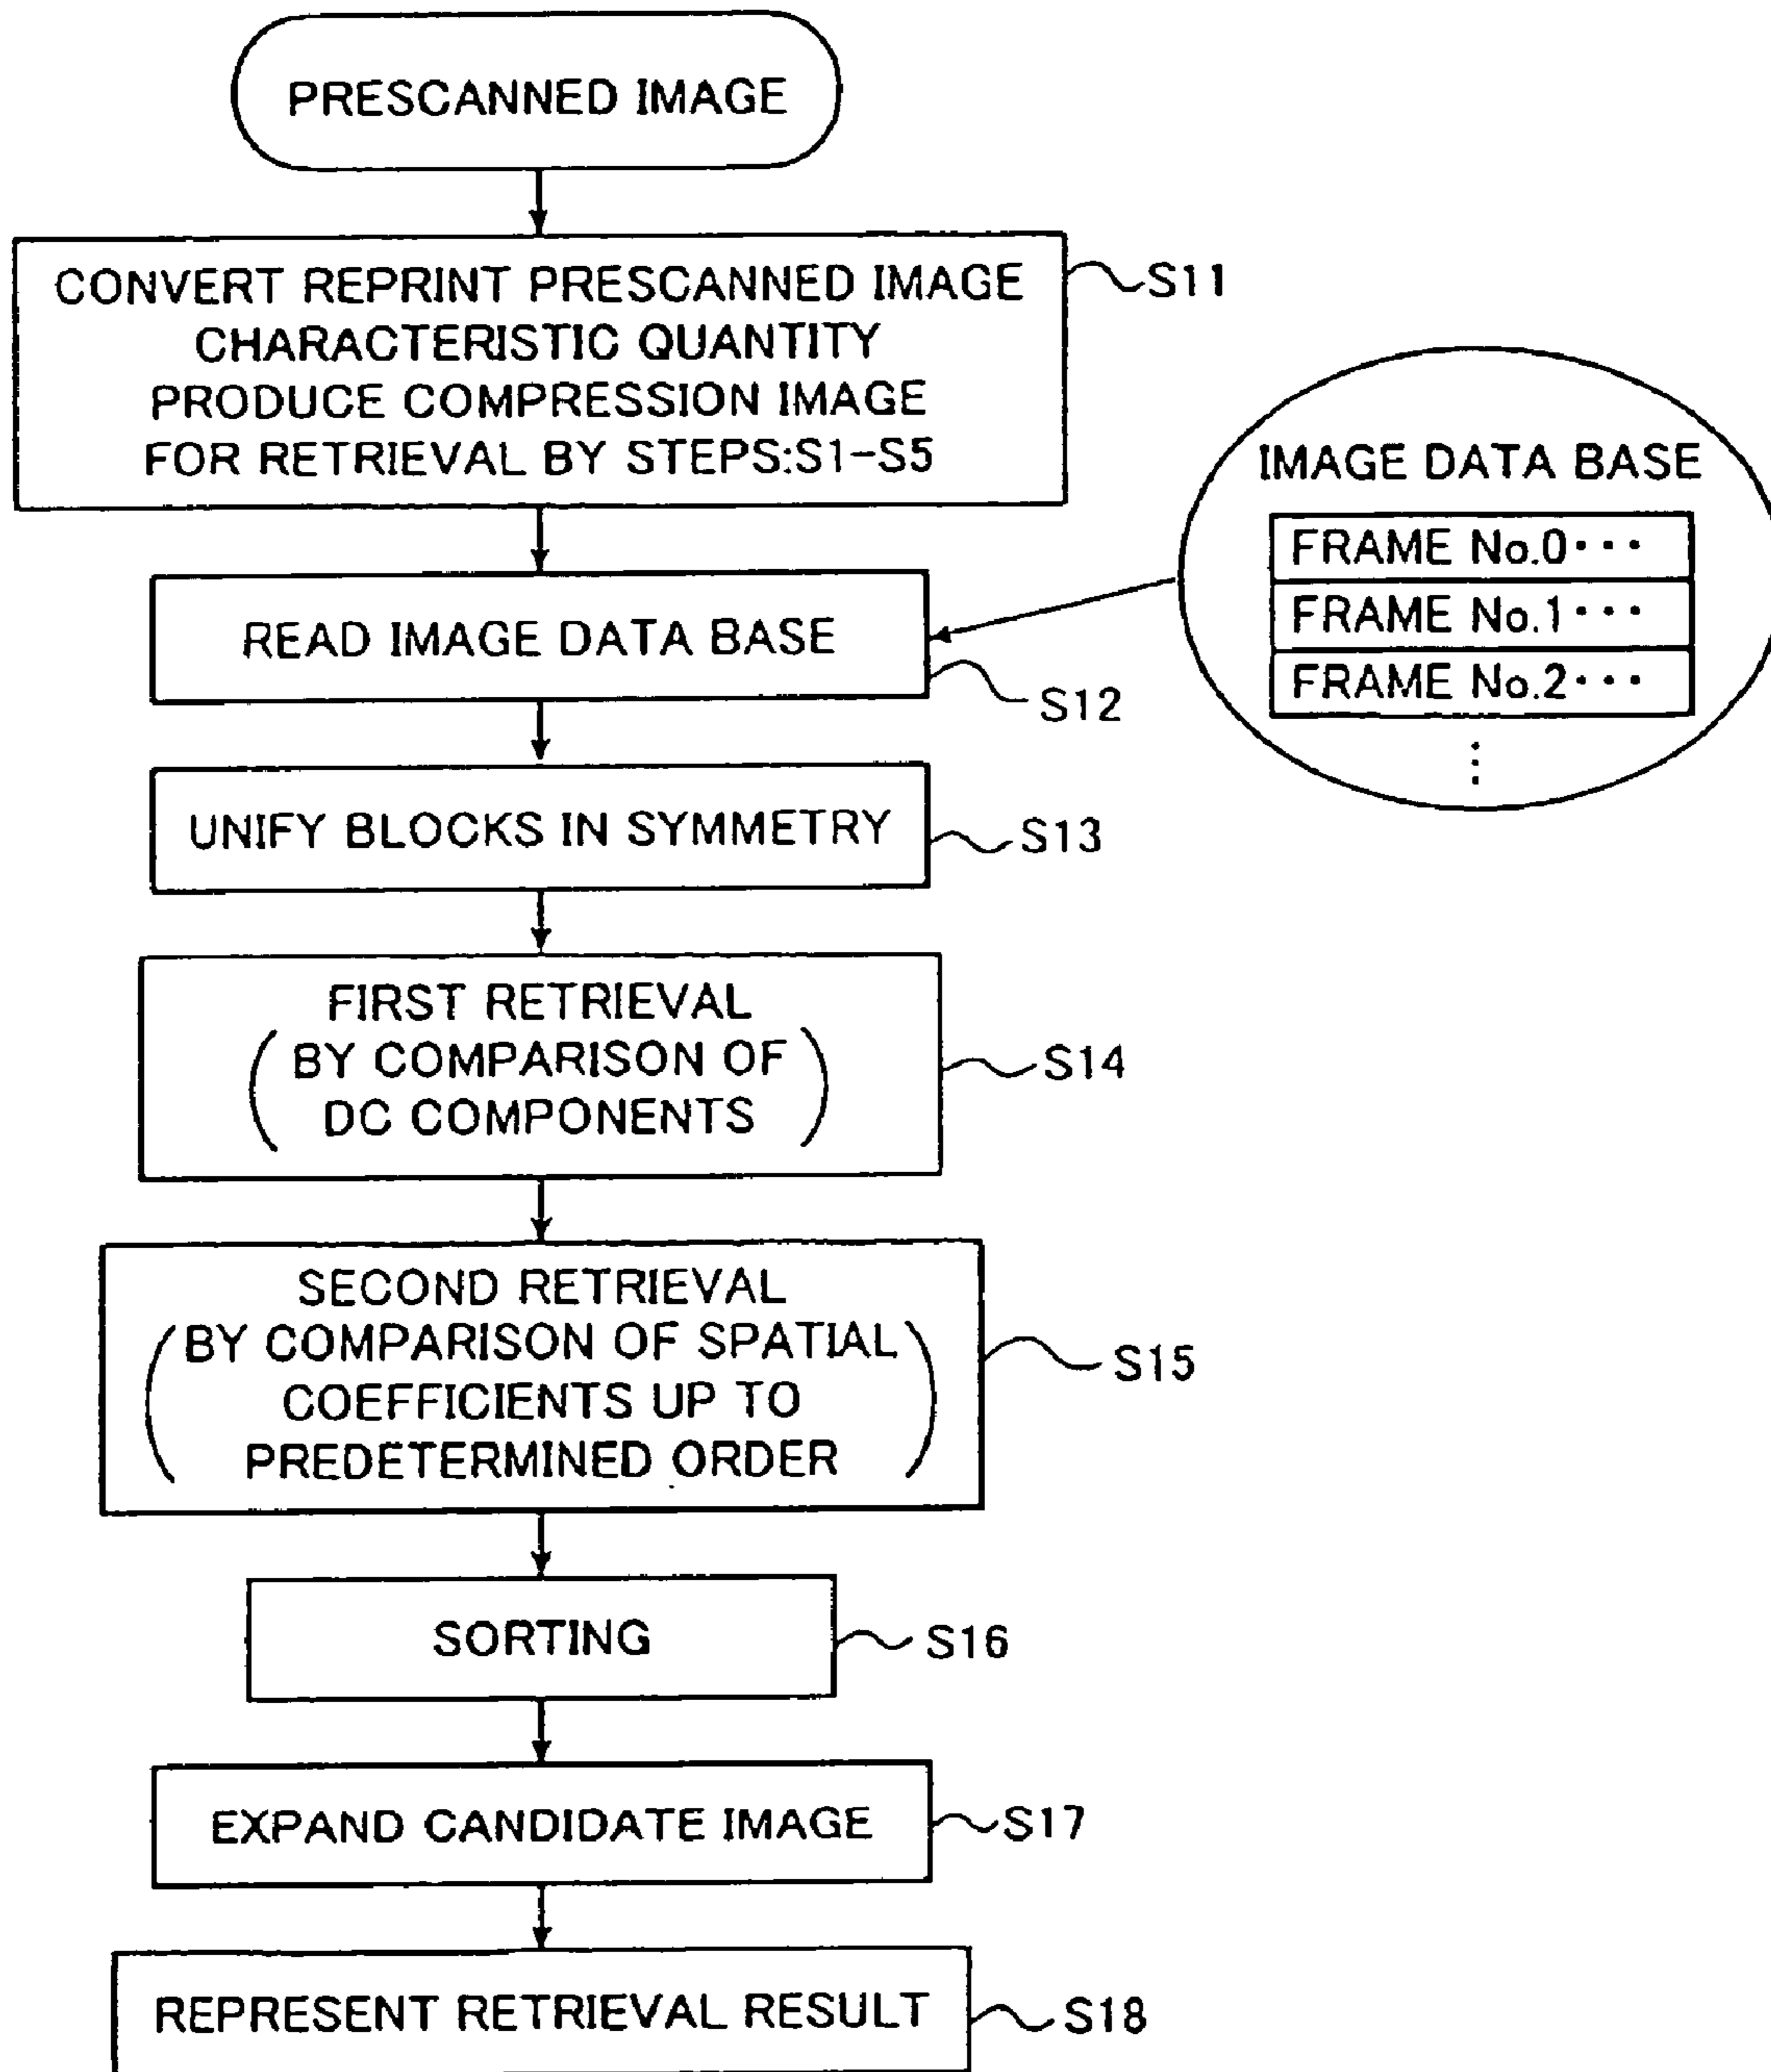 PRESCANNED IMAGE
CONVERT REPRINT PRESCANNED IMAGE
CHARACTERISTIC QUANTITY
PRODUCE COMPRESSION IMAGE
FOR RETRIEVAL BY STEPS:S1-S5
S11
IMAGE DATA BASE
FRAME No.0···
FRAME No.1···
FRAME No.2···
READ IMAGE DATA BASE
S12
UNIFY BLOCKS IN SYMMETRY
S13
FIRST RETRIEVAL
(BY COMPARISON OF
DC COMPONENTS)
S14
SECOND RETRIEVAL
(BY COMPARISON OF SPATIAL
COEFFICIENTS UP TO
PREDETERMINED ORDER)
S15
SORTING
S16
EXPAND CANDIDATE IMAGE
S17
REPRESENT RETRIEVAL RESULT
S18